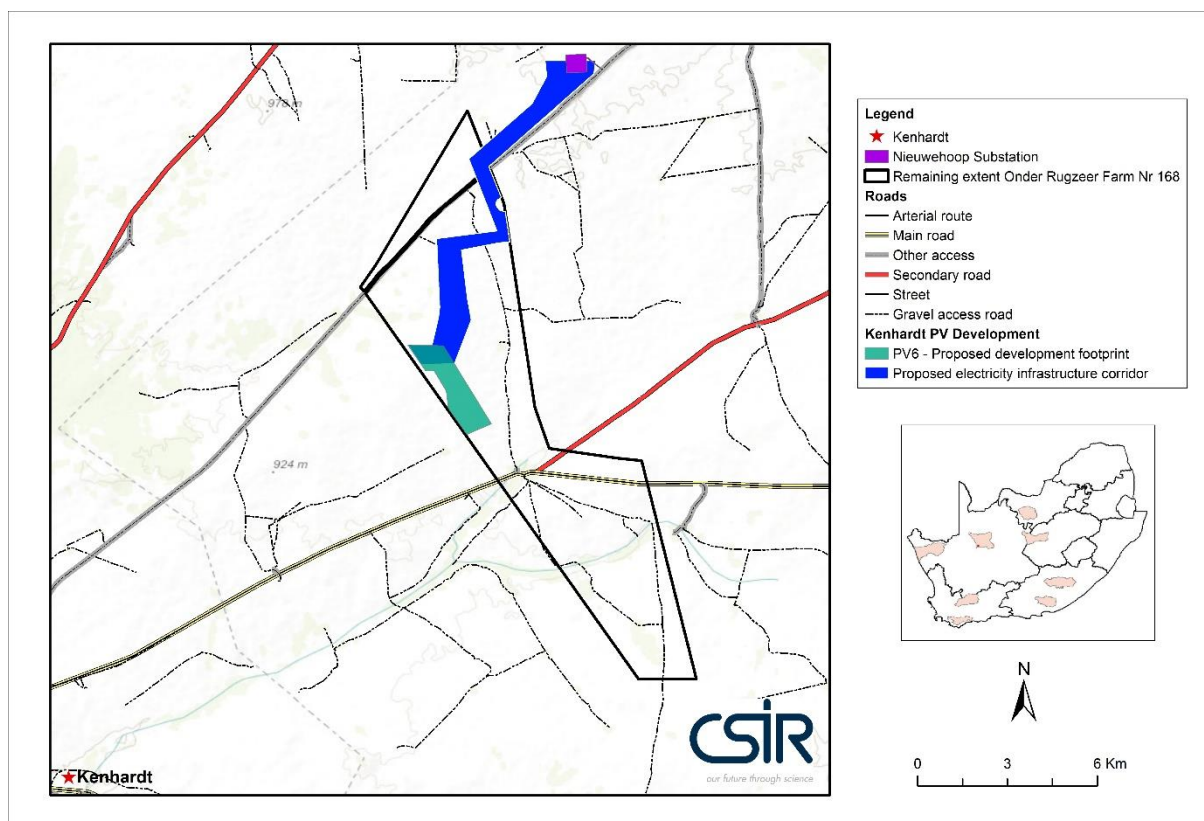 978 m
924 m
Kenhardt
CSIR
our future through science
Legend
Kenhardt
Nieuwehoop Substation
Remaining extent Onder Rugzeer Farm Nr 168
Roads
Arterial route
Main road
Other access
Secondary road
Street
Gravel access road
Kenhardt PV Development
PV6 - Proposed development footprint
Proposed electricity infrastructure corridor
N
0 3 6 Km